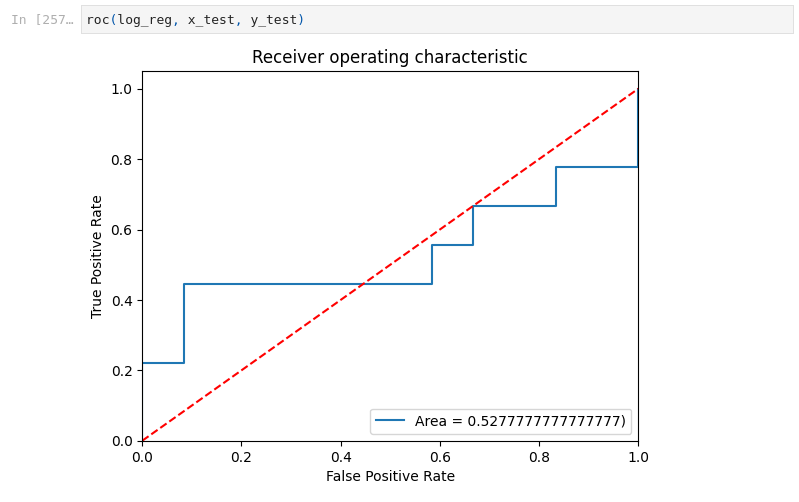 In [257… roc(log_reg, x_test, y_test)
Receiver operating characteristic
1.0
0.8
0.6
0.4
0.2
0.0
True Positive Rate
Area = 0.5277777777777777)
0.0 0.2 0.4 0.6 0.8 1.0
False Positive Rate